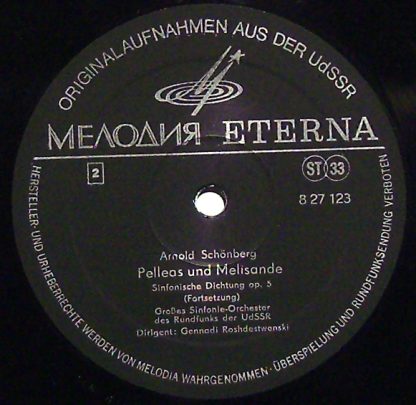 ORIGINALAUFNAHMEN AUS DER UdSSR
МЕЛОДИЯ ETERNA
2
ST 33
8 27 123
Arnold Schönberg
Pelleas und Melisande
Sinfonische Dichtung op. 5
(Fortsetzung)
Großes Sinfonie-Orchester
des Rundfunks der UdSSR
Dirigent: Gennadi Roshdestwenski
HERSTELLER- UND URHEBERRECHTE WERDEN VON MELODIA WAHRGENOMMEN · ÜBERSPIELUNG UND RUNDFUNKSENDUNG VERBOTEN